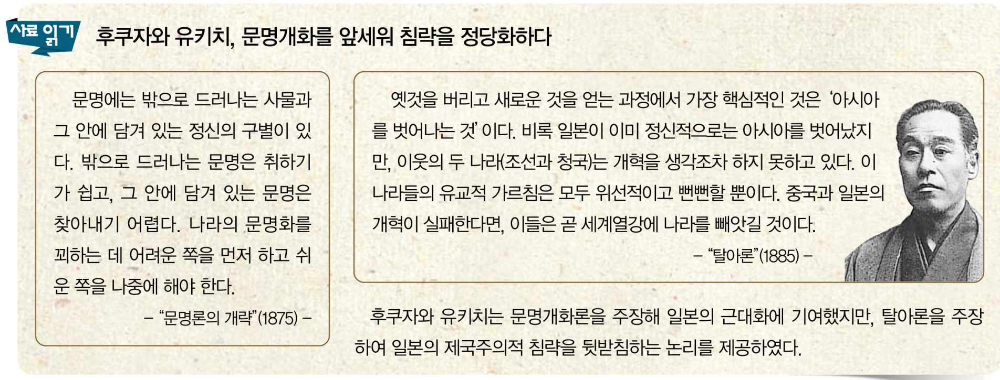 사료 읽기
후쿠자와 유키치, 문명개화를 앞세워 침략을 정당화하다
문명에는 밖으로 드러나는 사물과
그 안에 담겨 있는 정신의 구별이 있
다. 밖으로 드러나는 문명은 취하기
가 쉽고, 그 안에 담겨 있는 문명은
찾아내기 어렵다. 나라의 문명화를
꾀하는 데 어려운 쪽을 먼저 하고 쉬
운 쪽을 나중에 해야 한다.
– “문명론의 개략”(1875) –
옛것을 버리고 새로운 것을 얻는 과정에서 가장 핵심적인 것은 ‘아시아
를 벗어나는 것’이다. 비록 일본이 이미 정신적으로는 아시아를 벗어났지
만, 이웃의 두 나라(조선과 청국)는 개혁을 생각조차 하지 못하고 있다. 이
나라들의 유교적 가르침은 모두 위선적이고 뻔뻔할 뿐이다. 중국과 일본의
개혁이 실패한다면, 이들은 곧 세계열강에 나라를 빼앗길 것이다.
– “탈아론”(1885) –
후쿠자와 유키치는 문명개화론을 주장해 일본의 근대화에 기여했지만, 탈아론을 주장
하여 일본의 제국주의적 침략을 뒷받침하는 논리를 제공하였다.